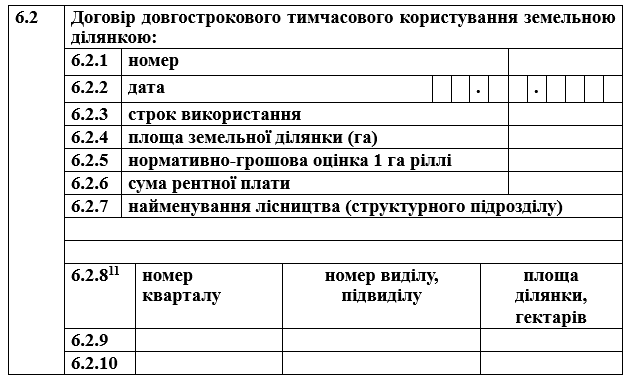 6.2 Договір довгострокового тимчасового користування земельною
ділянкою:
6.2.1 номер
6.2.2 дата . .
6.2.3 строк використання
6.2.4 площа земельної ділянки (га)
6.2.5 нормативно-грошова оцінка 1 га ріллі
6.2.6 сума рентної плати
6.2.7 найменування лісництва (структурного підрозділу)
6.2.8¹¹ номер кварталу номер виділу, підвиділу площа ділянки, гектарів
6.2.9
6.2.10